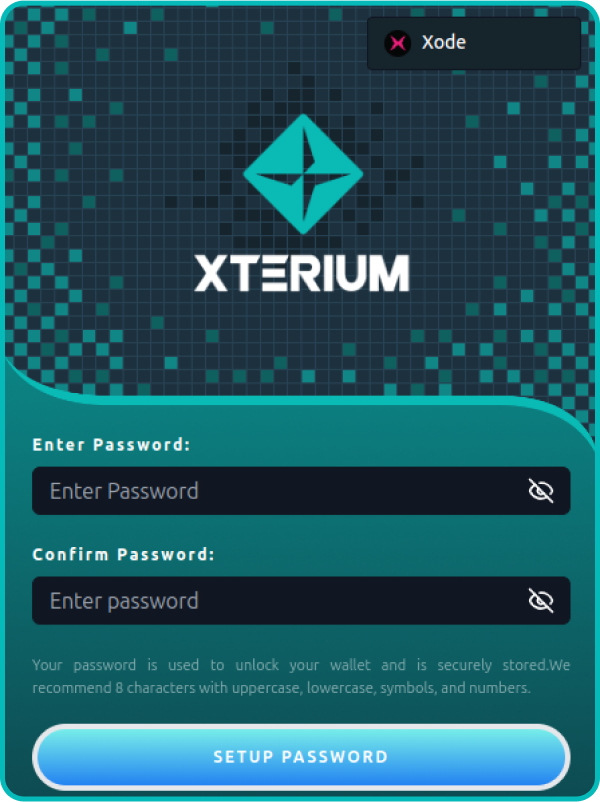 Xode
XTERIUM
Enter Password:
Enter Password
Confirm Password:
Enter password
Your password is used to unlock your wallet and is securely stored.We
recommend 8 characters with uppercase, lowercase, symbols, and numbers.
SETUP PASSWORD